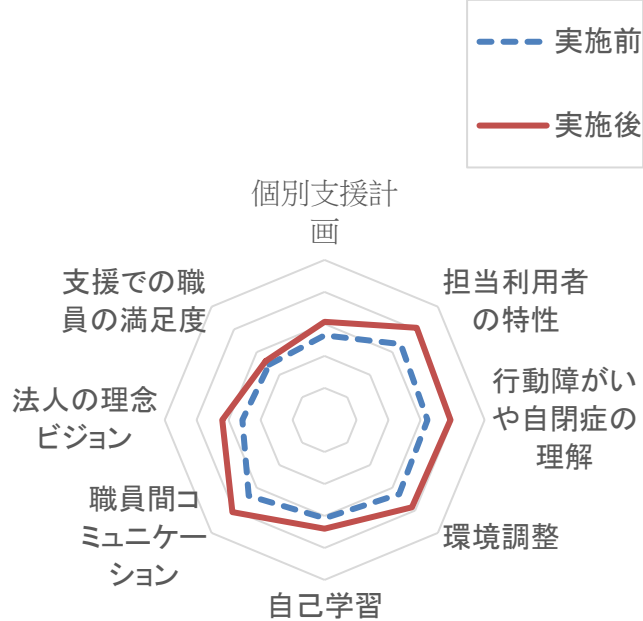 実施前
実施後
個別支援計
画
担当利用者
の特性
行動障がい
や自閉症の
理解
環境調整
自己学習
職員間コ
ミュニケー
ション
法人の理念
ビジョン
支援での職
員の満足度